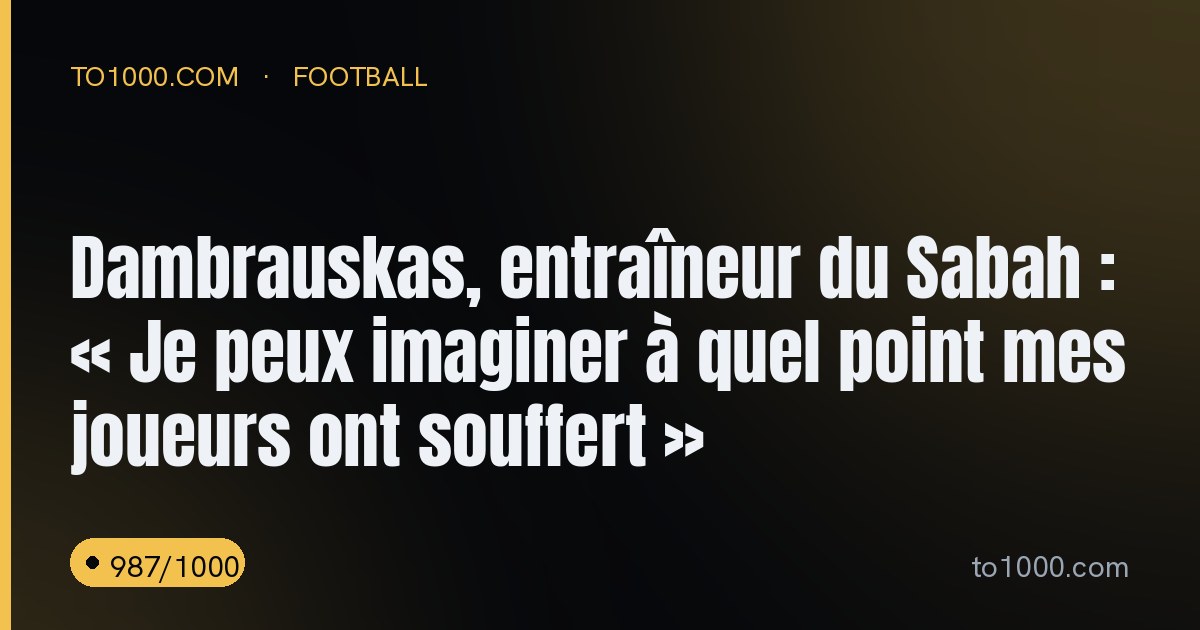 TO1000.COM · FOOTBALL
Dambrauskas, entraîneur du Sabah :
« Je peux imaginer à quel point mes
joueurs ont souffert »
987/1000
to1000.com